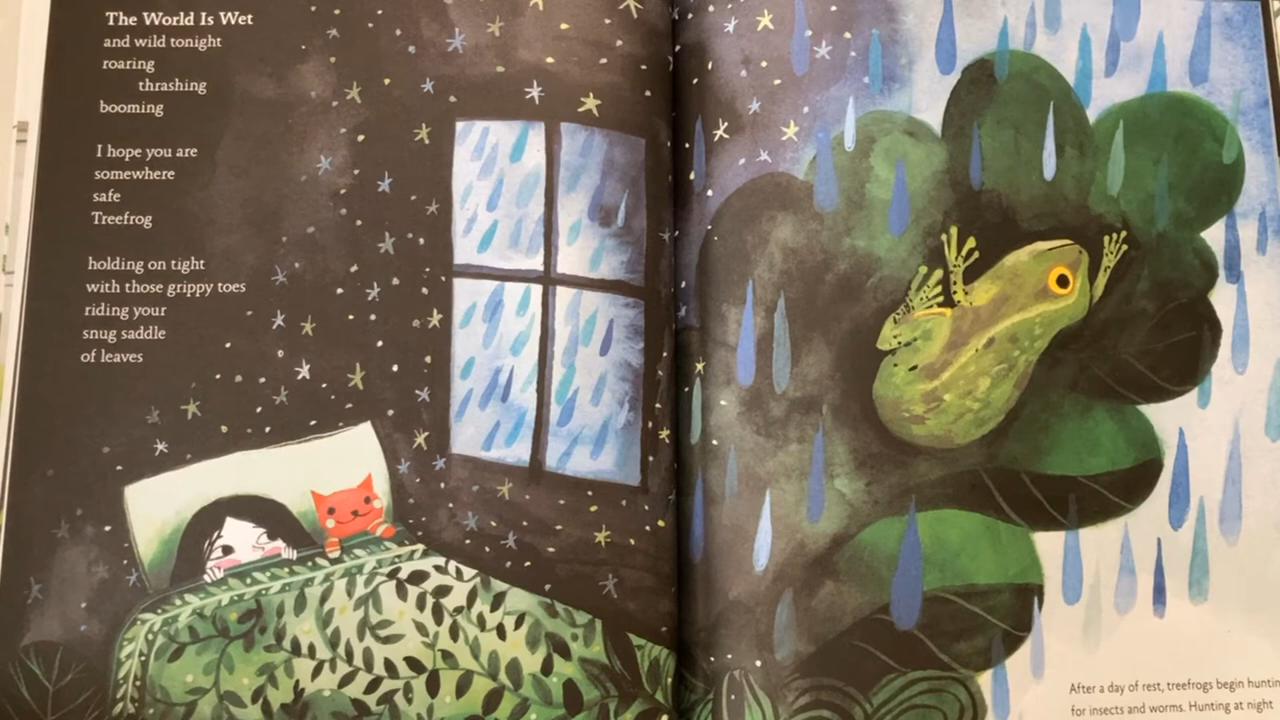 The World Is Wet
and wild tonight
roaring
thrashing
booming
I hope you are
somewhere
safe
Treefrog
holding on tight
with those grippy toes
riding your
snug saddle
of leaves
After a day of rest, treefrogs begin
for insects and worms. Hunting at night